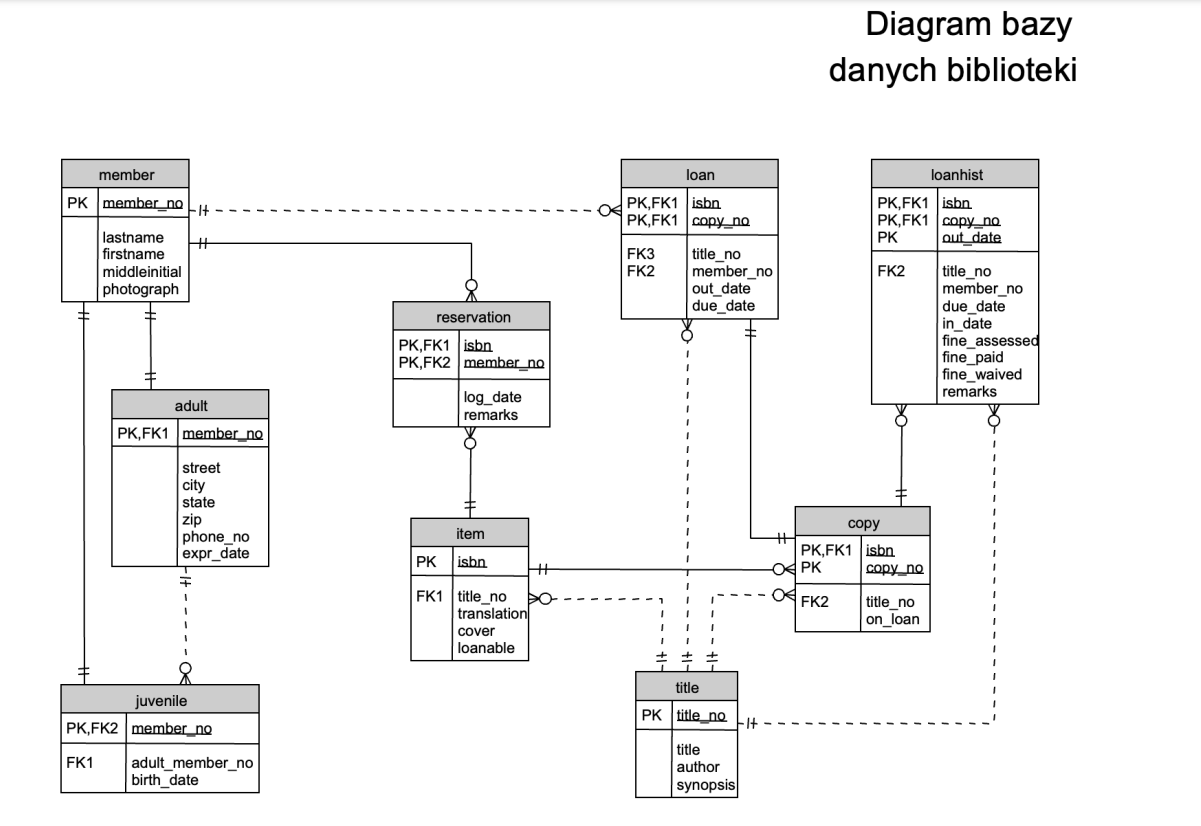 Diagram bazy
danych biblioteki
member
PK member_no
lastname
firstname
middleinitial
photograph
loan
PK,FK1 isbn
PK,FK1 copy_no
FK3 title_no
FK2 member_no
out_date
due_date
loanhist
PK,FK1 isbn
PK,FK1 copy_no
PK out_date
FK2 title_no
member_no
due_date
in_date
fine_assessed
fine_paid
fine_waived
remarks
reservation
PK,FK1 isbn
PK,FK2 member_no
log_date
remarks
adult
PK,FK1 member_no
street
city
state
zip
phone_no
expr_date
item
PK isbn
FK1 title_no
translation
cover
loanable
copy
PK,FK1 isbn
PK copy_no
FK2 title_no
on_loan
juvenile
PK,FK2 member_no
FK1 adult_member_no
birth_date
title
PK title_no
title
author
synopsis